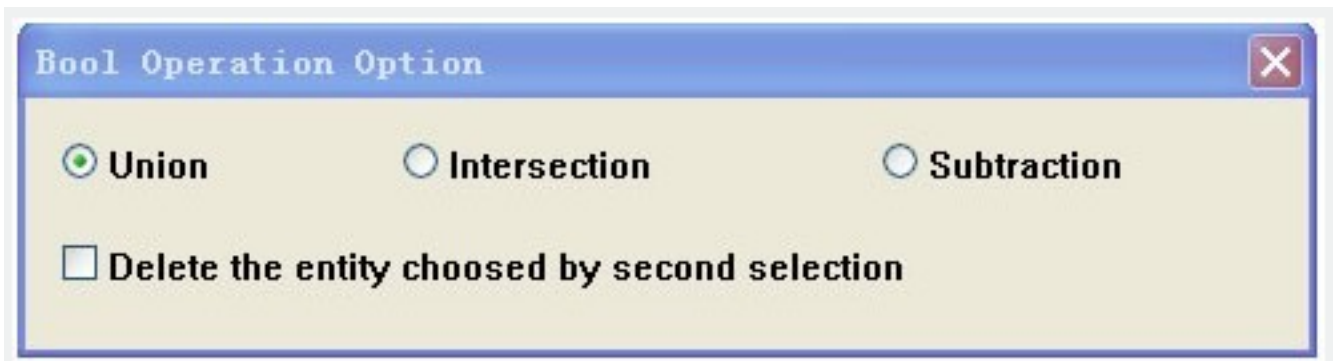 Bool Operation Option
Union Intersection Subtraction
Delete the entity choosed by second selection